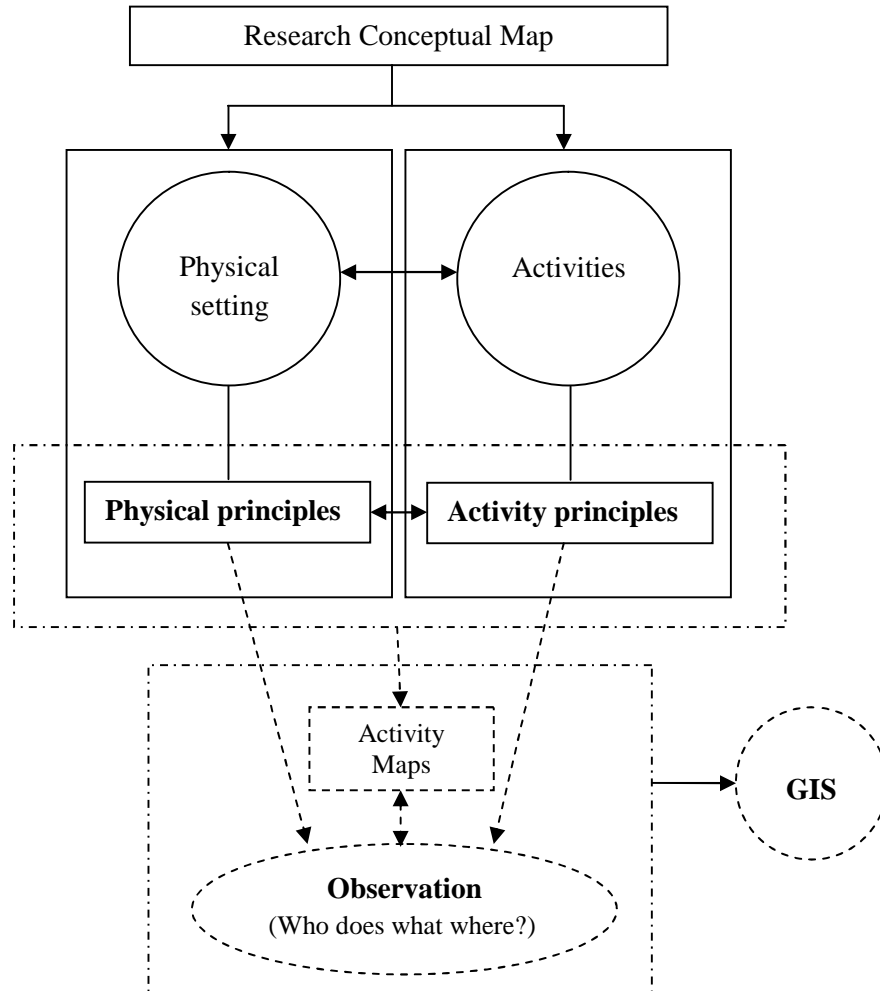 Research Conceptual Map
Physical
setting
Activities
Physical principles
Activity principles
Activity
Maps
GIS
Observation
(Who does what where?)